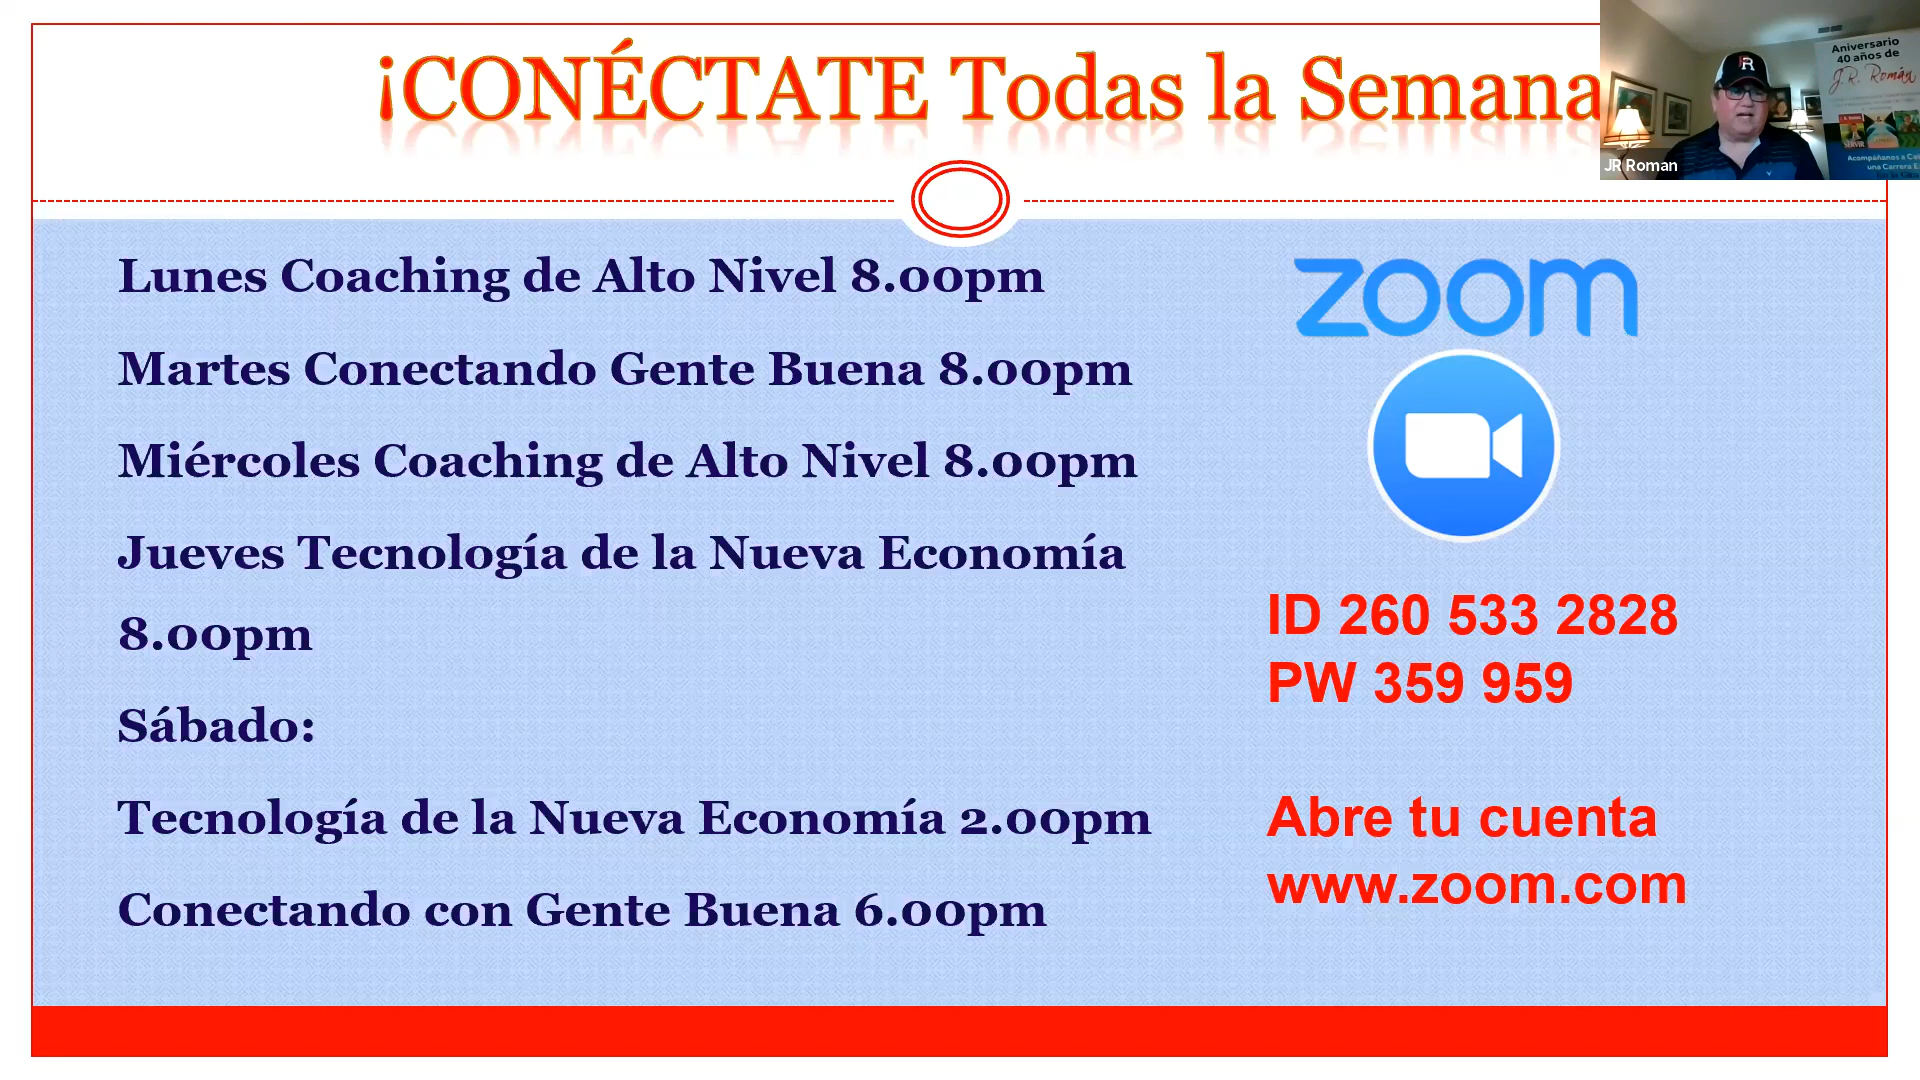 ¡CONÉCTATE Todas la Semana
Aniversario
40 años de
J.R. Román
SERVIR
JR Roman
Lunes Coaching de Alto Nivel 8.00pm
Martes Conectando Gente Buena 8.00pm
Miércoles Coaching de Alto Nivel 8.00pm
Jueves Tecnología de la Nueva Economía
8.00pm
Sábado:
Tecnología de la Nueva Economía 2.00pm
Conectando con Gente Buena 6.00pm
zoom
ID 260 533 2828
PW 359 959
Abre tu cuenta
www.zoom.com